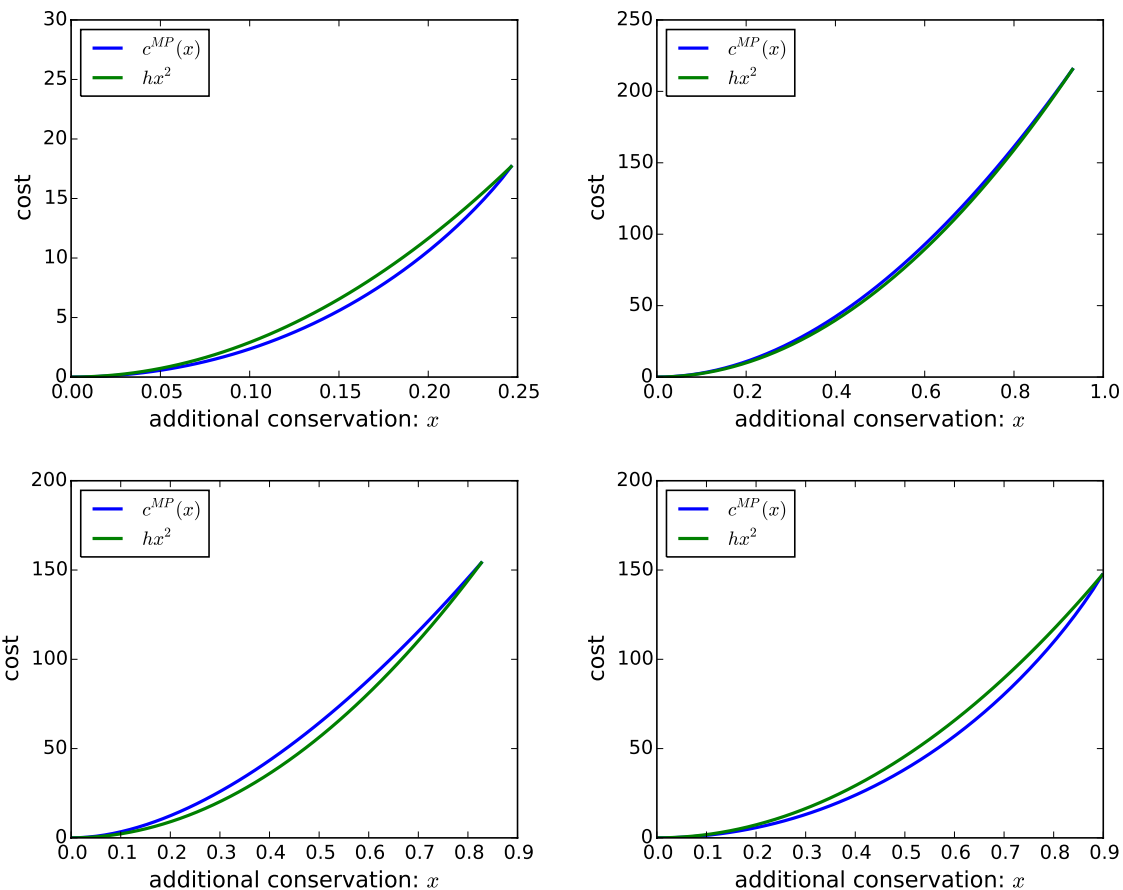 30
25
20
15
10
5
0
cost
c^{MP}(x)
hx^2
0.00 0.05 0.10 0.15 0.20 0.25
additional conservation: x
250
200
150
100
50
0
cost
c^{MP}(x)
hx^2
0.0 0.2 0.4 0.6 0.8 1.0
additional conservation: x
200
150
100
50
0
cost
c^{MP}(x)
hx^2
0.0 0.1 0.2 0.3 0.4 0.5 0.6 0.7 0.8 0.9
additional conservation: x
200
150
100
50
0
cost
c^{MP}(x)
hx^2
0.0 0.1 0.2 0.3 0.4 0.5 0.6 0.7 0.8 0.9
additional conservation: x